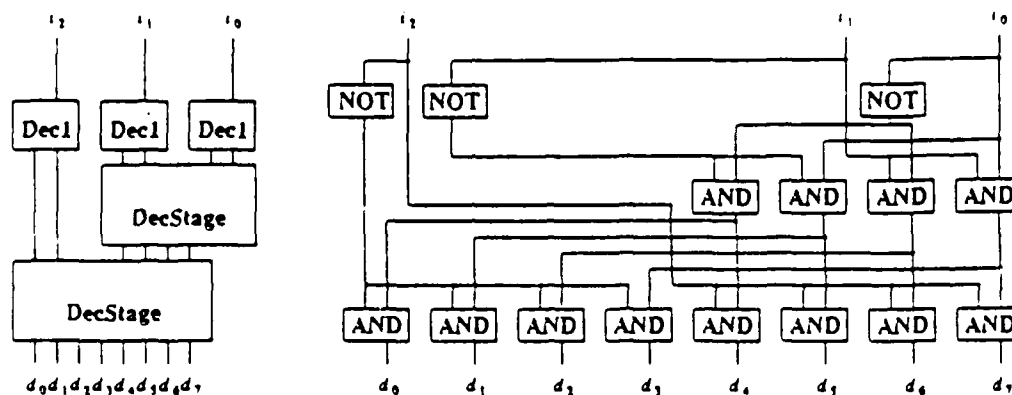 i₂ i₁ i₀ i₂ i₁ i₀
NOT NOT NOT
Dec1 Dec1 Dec1
AND AND AND AND
DecStage
DecStage
AND AND AND AND AND AND AND AND
d₀ d₁ d₂ d₃ d₄ d₅ d₆ d₇ d₀ d₁ d₂ d₃ d₄ d₅ d₆ d₇